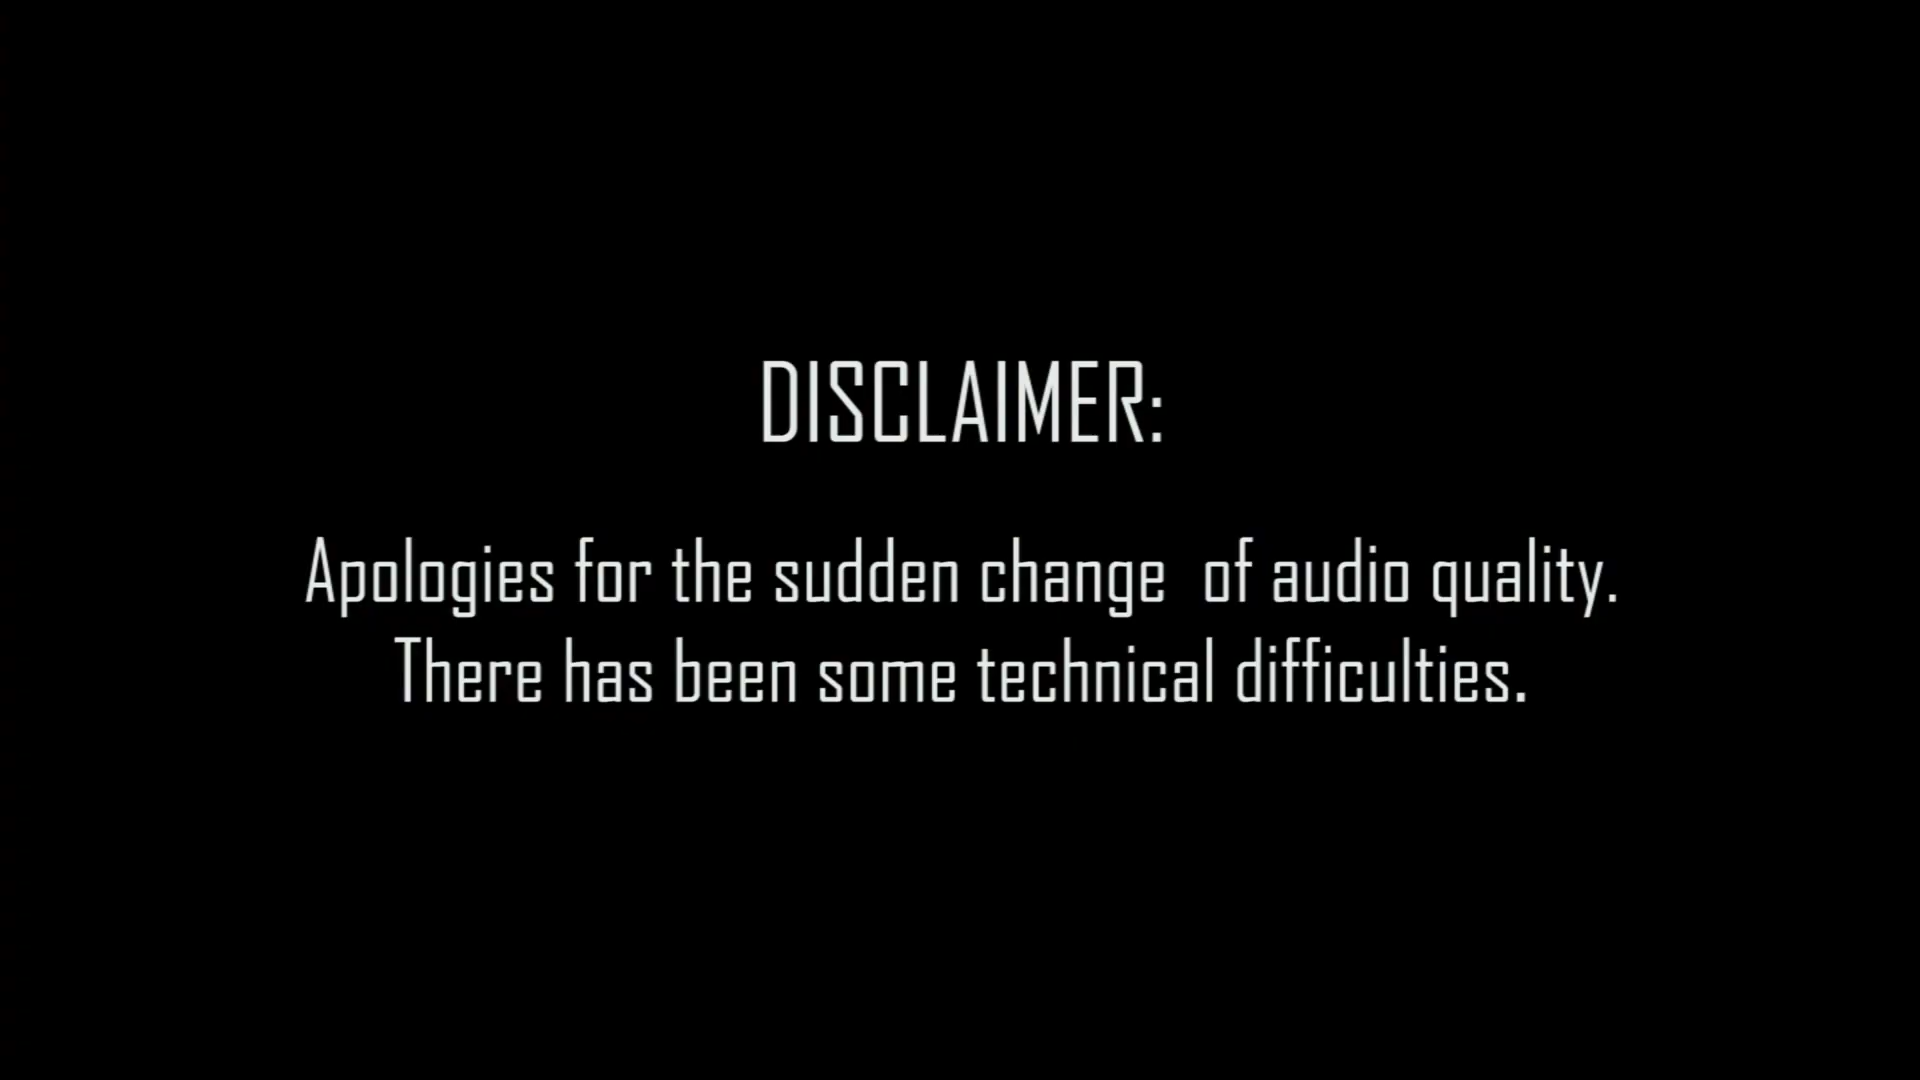 DISCLAIMER:
Apologies for the sudden change  of audio quality.
There has been some technical difficulties.